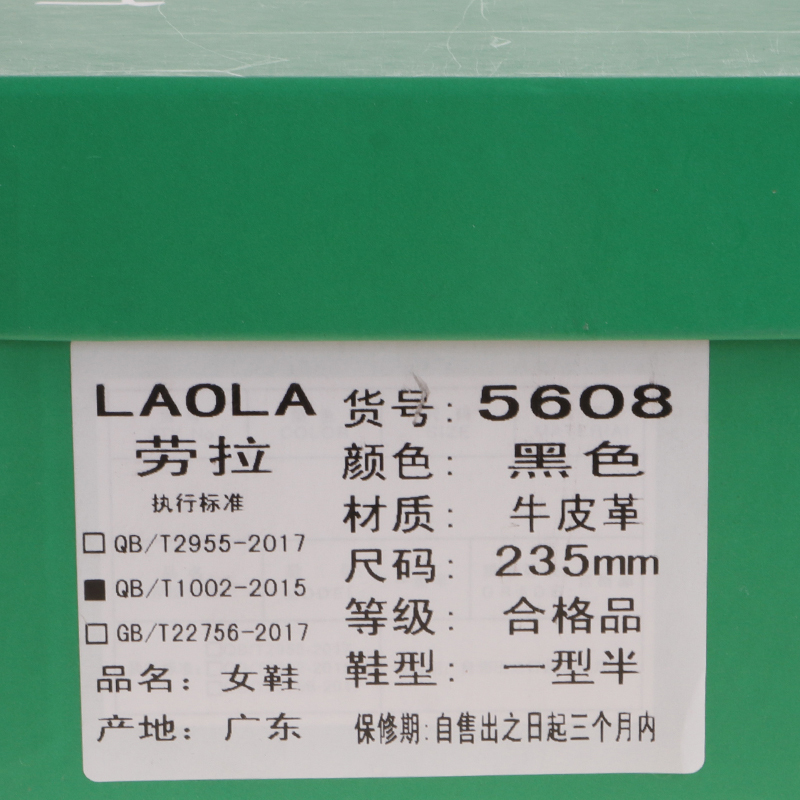 LAOLA
劳拉
执行标准
□QB/T2955-2017
■QB/T1002-2015
□GB/T22756-2017
品名：女鞋
产地：广东
货号：5608
颜色：黑色
材质：牛皮革
尺码：235mm
等级：合格品
鞋型：一型半
保修期：自售出之日起三个月内